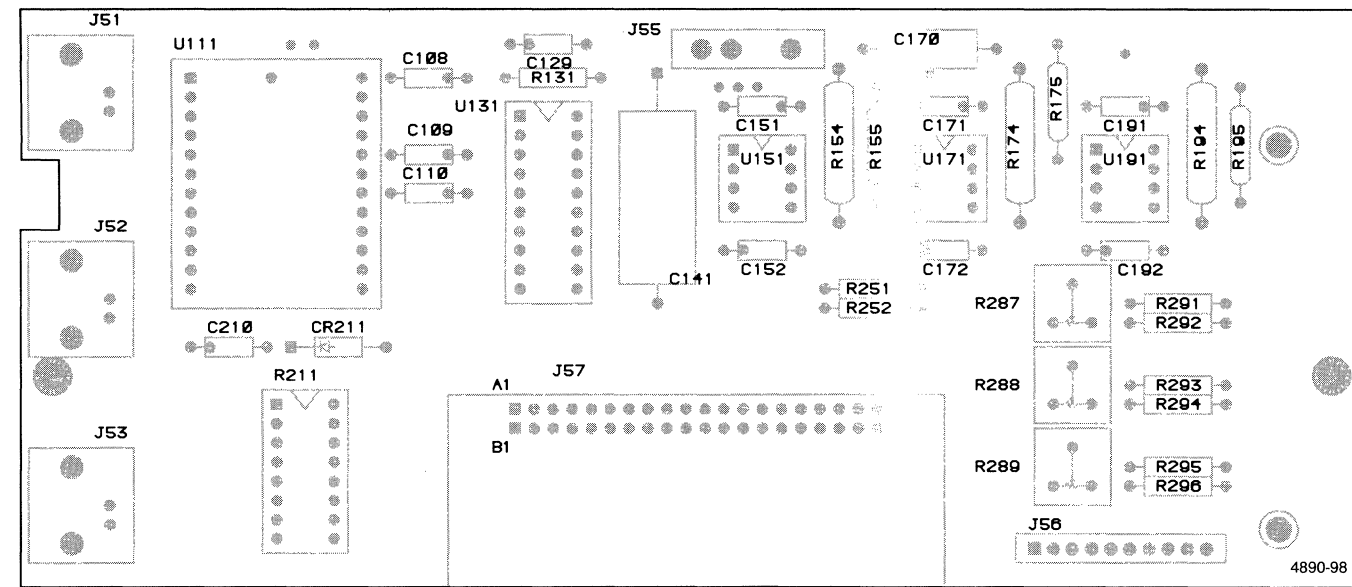 J51
U111
C108
C129
R131
J55
C170
R175
U131
C109
C110
C151
U151
R154
R155
C171
U171
R174
C191
U191
R194
R195
J52
C141
C152
C172
C192
R251
R252
R287
R291
R292
C210
CR211
R211
J57
A1
B1
R288
R293
R294
J53
R289
R295
R296
J56
4890-98